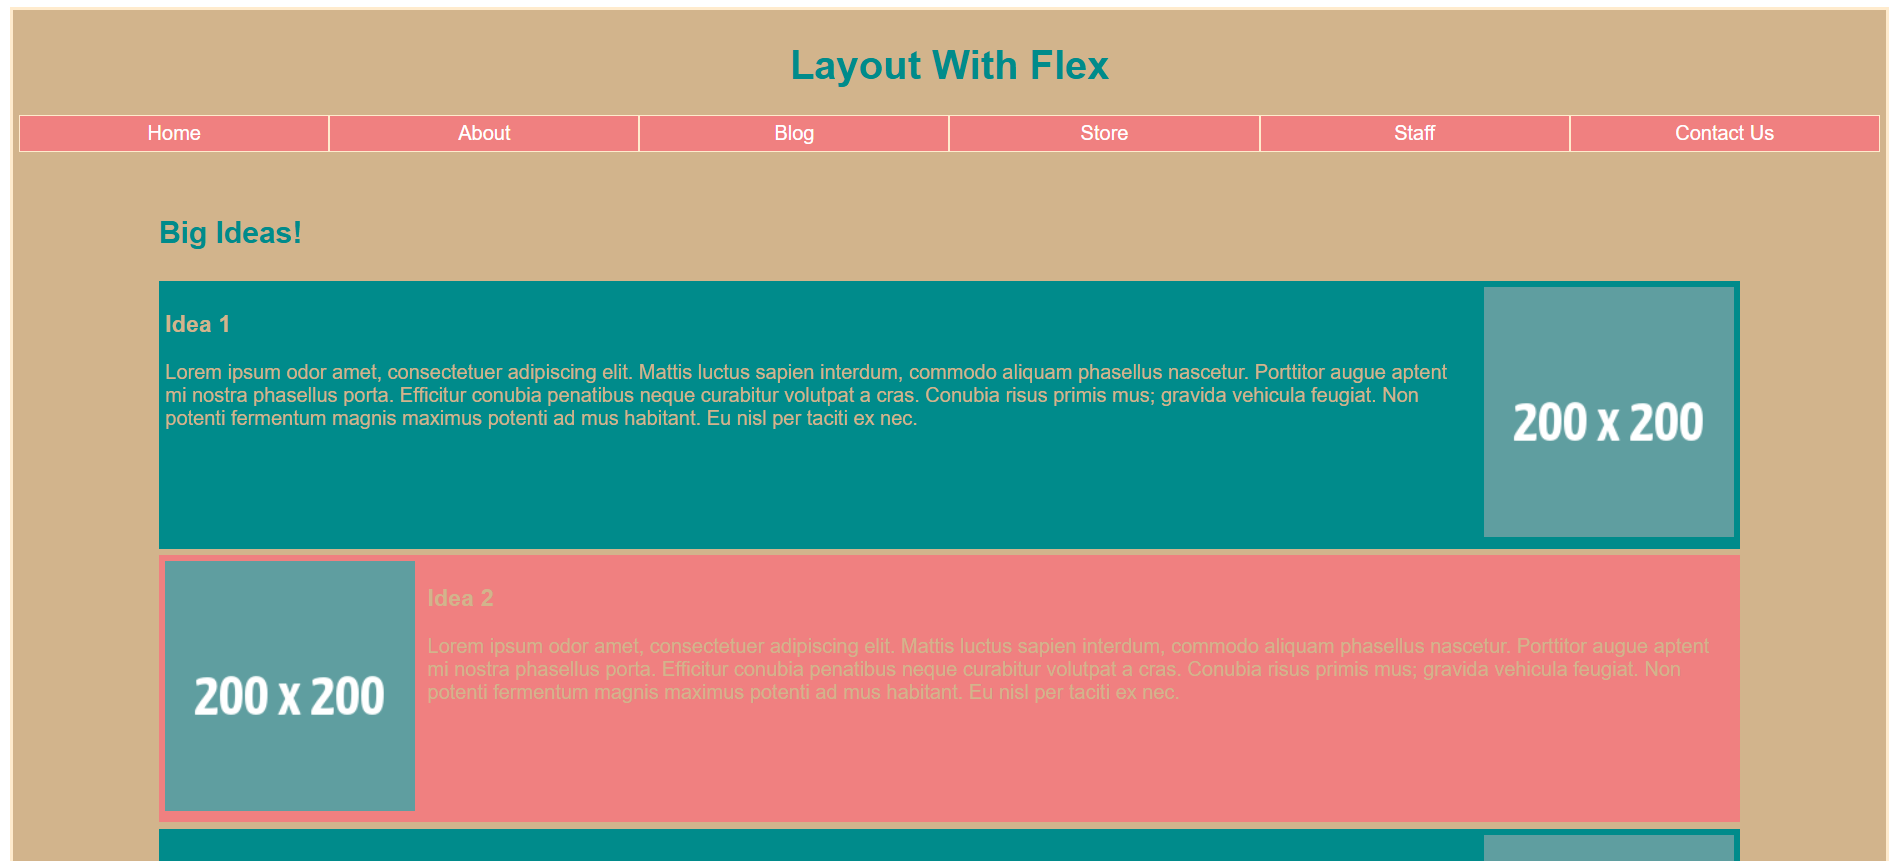 Layout With Flex
Home About Blog Store Staff Contact Us
Big Ideas!
Idea 1
Lorem ipsum odor amet, consectetuer adipiscing elit. Mattis luctus sapien interdum, commodo aliquam phasellus nascetur. Porttitor augue aptent
mi nostra phasellus porta. Efficitur conubia penatibus neque curabitur volutpat a cras. Conubia risus primis mus; gravida vehicula feugiat. Non
potenti fermentum magnis maximus potenti ad mus habitant. Eu nisl per taciti ex nec.
200 x 200
Idea 2
Lorem ipsum odor amet, consectetuer adipiscing elit. Mattis luctus sapien interdum, commodo aliquam phasellus nascetur. Porttitor augue aptent
mi nostra phasellus porta. Efficitur conubia penatibus neque curabitur volutpat a cras. Conubia risus primis mus; gravida vehicula feugiat. Non
potenti fermentum magnis maximus potenti ad mus habitant. Eu nisl per taciti ex nec.
200 x 200